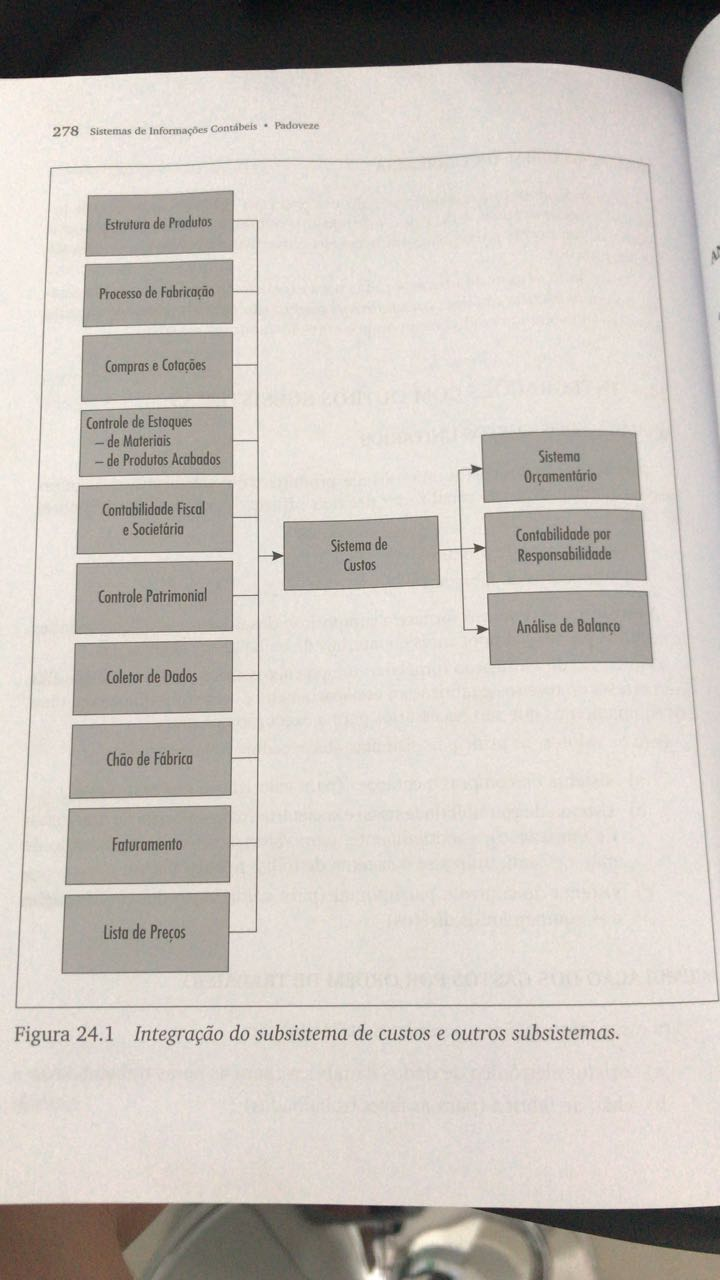 278 Sistemas de Informações Contábeis • Padoveze
Estrutura de Produtos
Processo de Fabricação
Compras e Cotações
Controle de Estoques
– de Materiais
– de Produtos Acabados
Contabilidade Fiscal
e Societária
Controle Patrimonial
Coletor de Dados
Chão de Fábrica
Faturamento
Lista de Preços
Sistema de
Custos
Sistema
Orçamentário
Contabilidade por
Responsabilidade
Análise de Balanço
Figura 24.1 Integração do subsistema de custos e outros subsistemas.